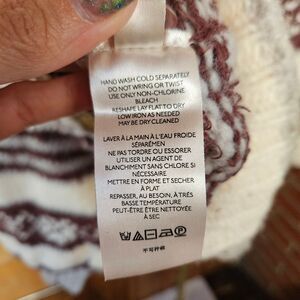 HAND WASH COLD SEPARATELY
DO NOT WRING OR TWIST
USE ONLY NON-CHLORINE
BLEACH
RESHAPE LAY FLAT TO DRY
LOW IRON AS NEEDED
MAY BE DRY CLEANED
LAVER À LA MAIN À L'EAU FROIDE
SÉPARÉMENT
NE PAS TORDRE OU ESSORER
UTILISER UN AGENT DE
BLANCHIMENT SANS CHLORE SI
NÉCESSAIRE
METTRE EN FORME ET SÉCHER
À PLAT
REPASSER, AU BESOIN, À TRÈS
BASSE TEMPÉRATURE
PEUT-ÊTRE ÊTRE NETTOYÉE
À SEC